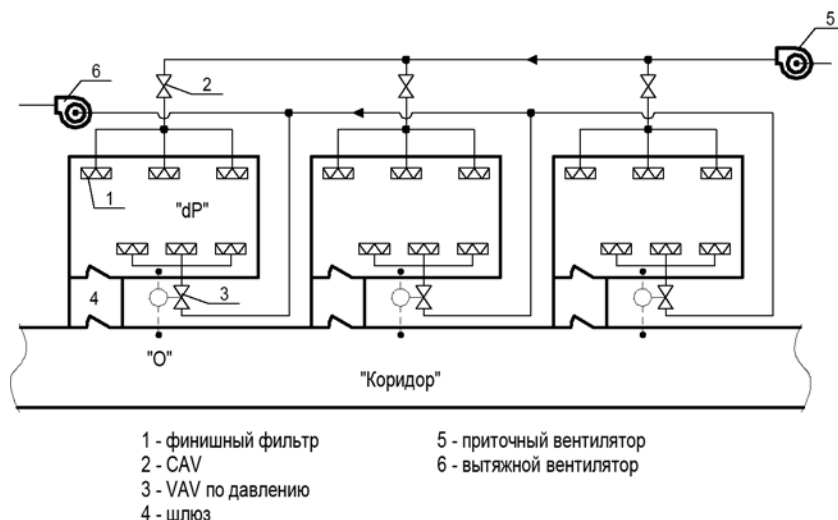 5
6
2
1
"dP"
4
3
"О"
"Коридор"
1 - финишный фильтр
2 - CAV
3 - VAV по давлению
4 - шлюз
5 - приточный вентилятор
6 - вытяжной вентилятор